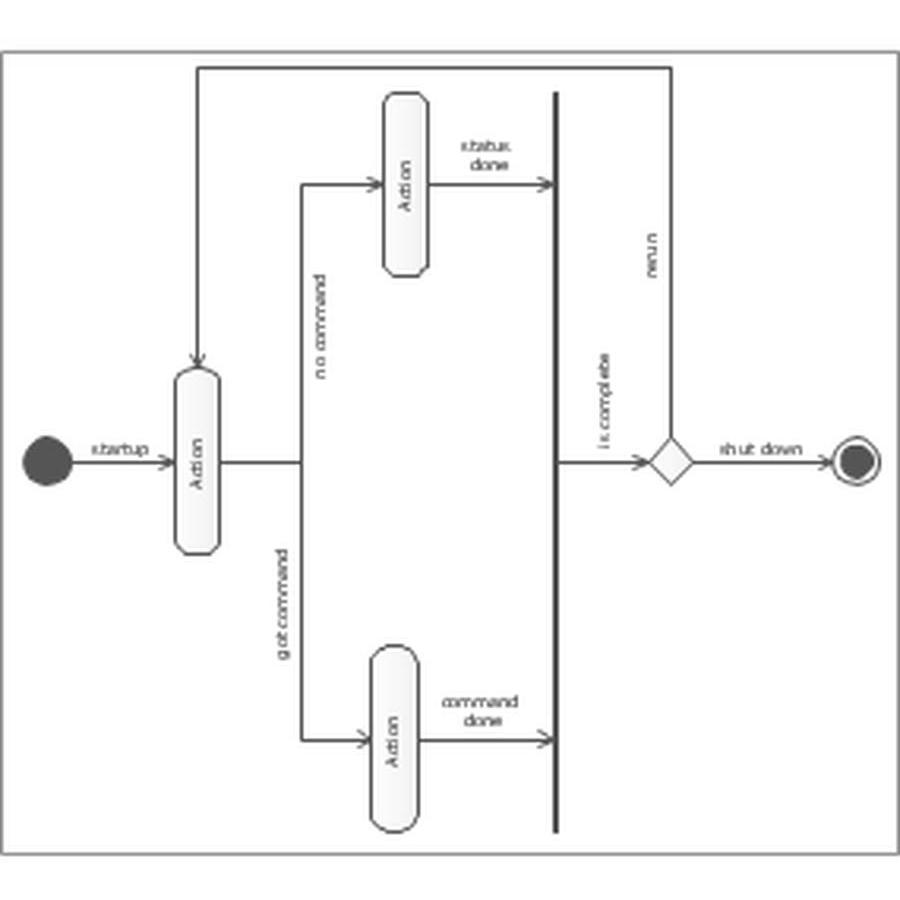 status
done
Action
rerun
no command
is complete
startup
Action
shut down
got command
command
done
Action